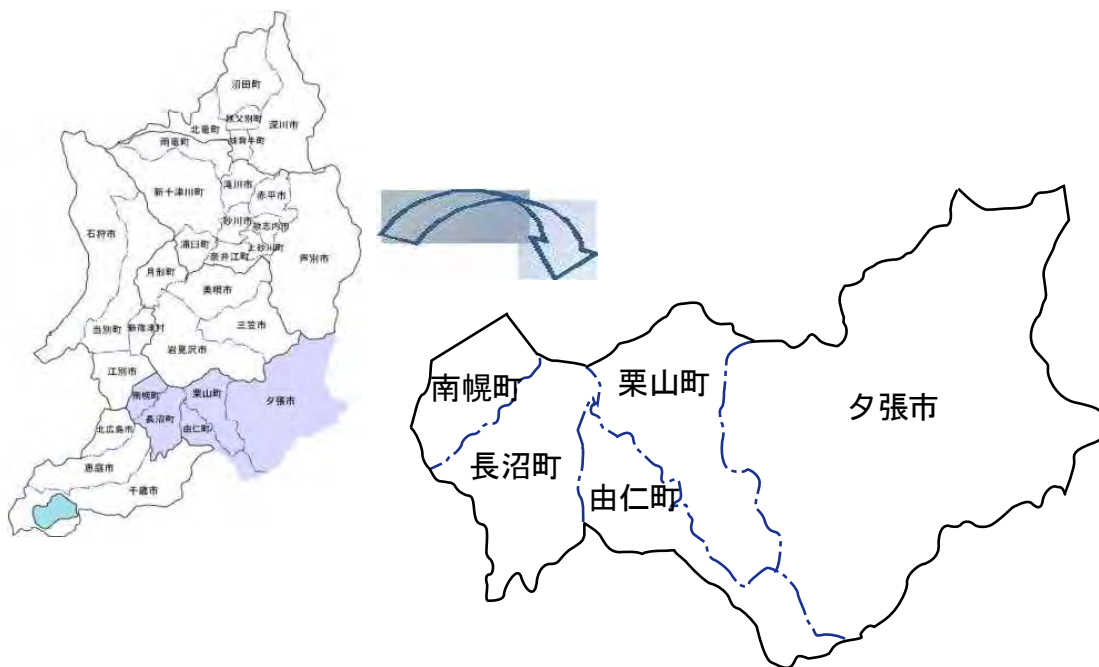 沼田町
秩父別町
北竜町
深川市
雨竜町
妹背牛町
滝川市
新十津川町
赤平市
砂川市
歌志内市
石狩市
浦臼町
上砂川町
奈井江町
芦別市
月形町
美唄市
当別町
新篠津村
三笠市
岩見沢市
江別市
南幌町
栗山町
夕張市
長沼町
由仁町
北広島市
恵庭市
千歳市
南幌町
栗山町
夕張市
長沼町
由仁町